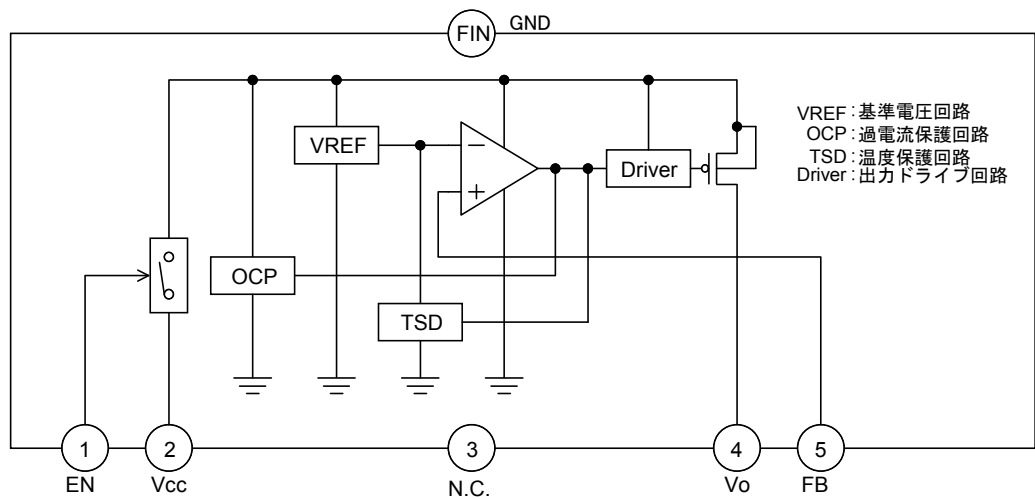 FIN GND
VREF:基準電圧回路
OCP:過電流保護回路
TSD:温度保護回路
Driver:出力ドライブ回路
VREF
−
+
Driver
OCP
TSD
1 2 3 4 5
EN Vcc N.C. Vo FB